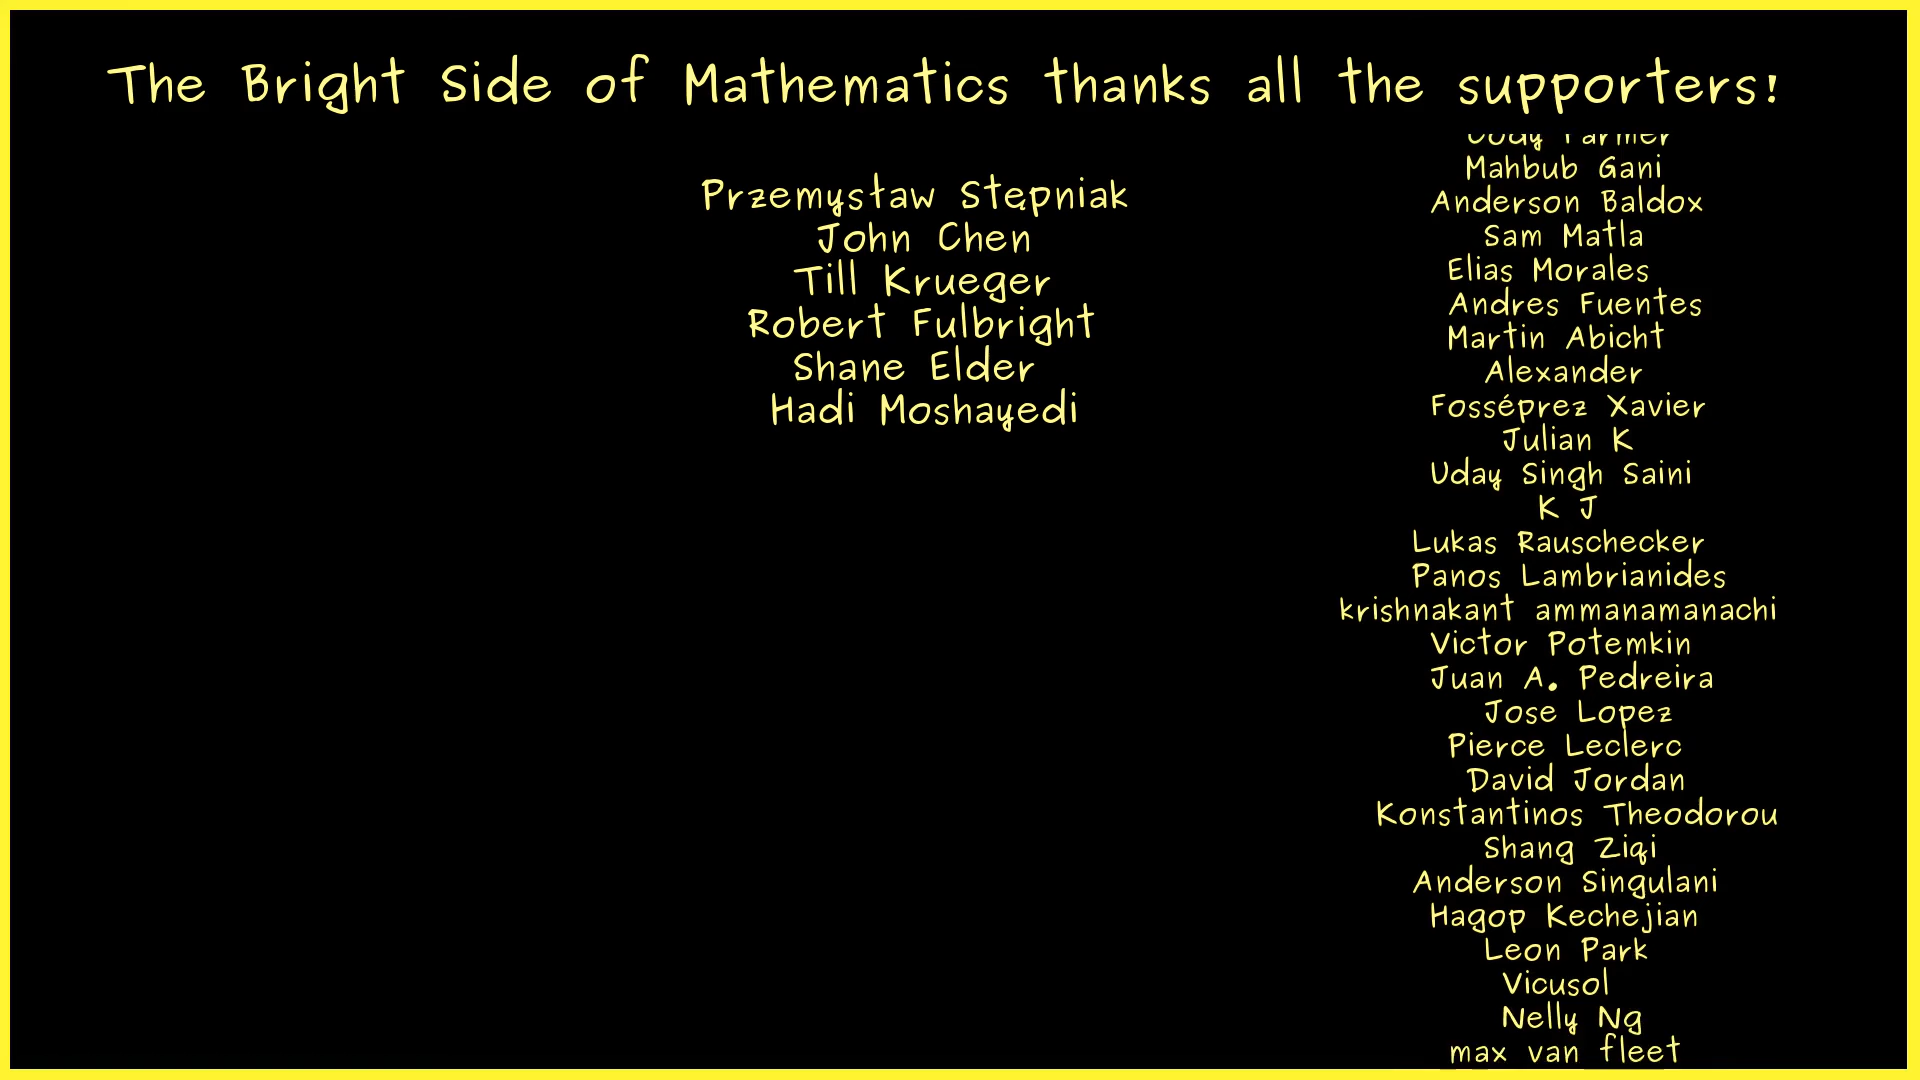 The Bright Side of Mathematics thanks all the supporters!
Przemysław Stępniak
John Chen
Till Krueger
Robert Fulbright
Shane Elder
Hadi Moshayedi
Mahbub Gani
Anderson Baldox
Sam Matla
Elias Morales
Andres Fuentes
Martin Abicht
Alexander
Fosséprez Xavier
Julian K
Uday Singh Saini
K J
Lukas Rauschecker
Panos Lambrianides
krishnakant ammanamanachi
Victor Potemkin
Juan A. Pedreira
Jose Lopez
Pierce Leclerc
David Jordan
Konstantinos Theodorou
Shang Ziqi
Anderson Singulani
Hagop Kechejian
Leon Park
Vicusol
Nelly Ng
max van fleet